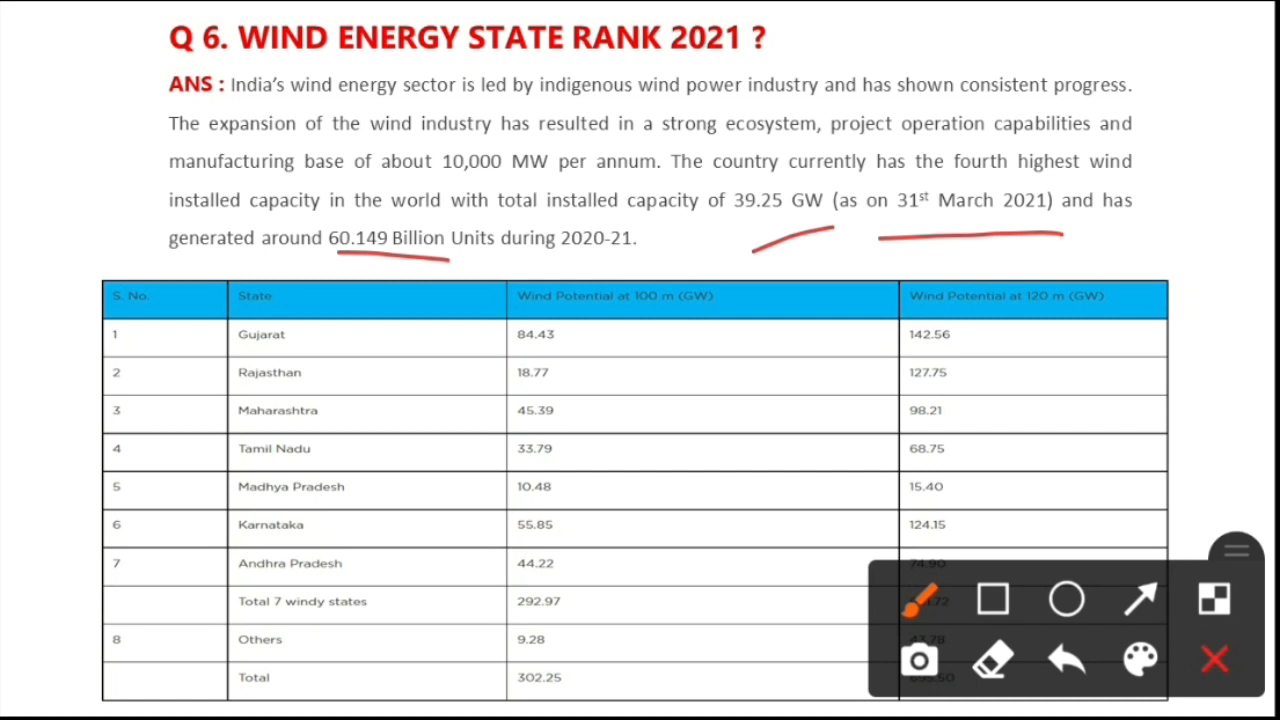 Q 6. WIND ENERGY STATE RANK 2021 ?
ANS : India's wind energy sector is led by indigenous wind power industry and has shown consistent progress.
The expansion of the wind industry has resulted in a strong ecosystem, project operation capabilities and
manufacturing base of about 10,000 MW per annum. The country currently has the fourth highest wind
installed capacity in the world with total installed capacity of 39.25 GW (as on 31st March 2021) and has
generated around 60.149 Billion Units during 2020-21.
S. No. State Wind Potential at 100 m (GW) Wind Potential at 120 m (GW)
1 Gujarat 84.43 142.56
2 Rajasthan 18.77 127.75
3 Maharashtra 45.39 98.21
4 Tamil Nadu 33.79 68.75
5 Madhya Pradesh 10.48 15.40
6 Karnataka 55.85 124.15
7 Andhra Pradesh 44.22 74.90
Total 7 windy states 292.97
8 Others 9.28
Total 302.25